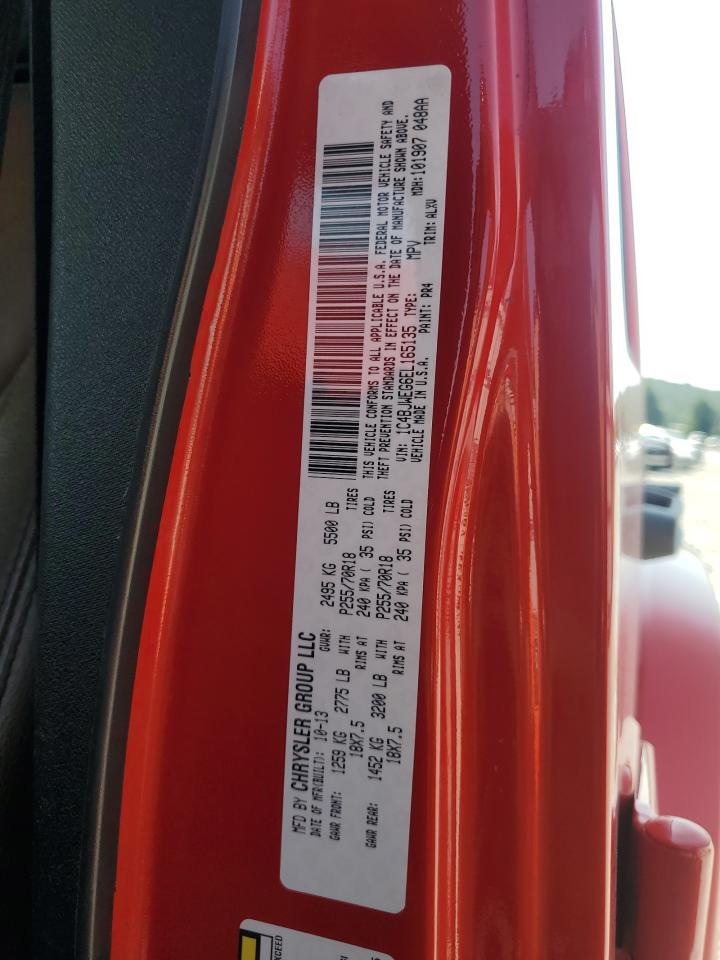 MFD BY CHRYSLER GROUP LLC
DATE OF MFR(BUILT): 10-13 GVWR: 2495 KG 5500 LB
GAWR FRONT: 1259 KG 2775 LB WITH P255/70R18 TIRES
18X7.5 RIMS AT 240 KPA ( 35 PSI) COLD
GAWR REAR: 1452 KG 3200 LB WITH P255/70R18 TIRES
18X7.5 RIMS AT 240 KPA ( 35 PSI) COLD
THIS VEHICLE CONFORMS TO ALL APPLICABLE U.S.A. FEDERAL MOTOR VEHICLE SAFETY AND
THEFT PREVENTION STANDARDS IN EFFECT ON THE DATE OF MANUFACTURE SHOWN ABOVE.
VIN: 1C4BJWEG6EL165135 TYPE: MPV MDH:101907 048AA
VEHICLE MADE IN U.S.A. PAINT: PR4 TRIM: ALXV
EXCEED